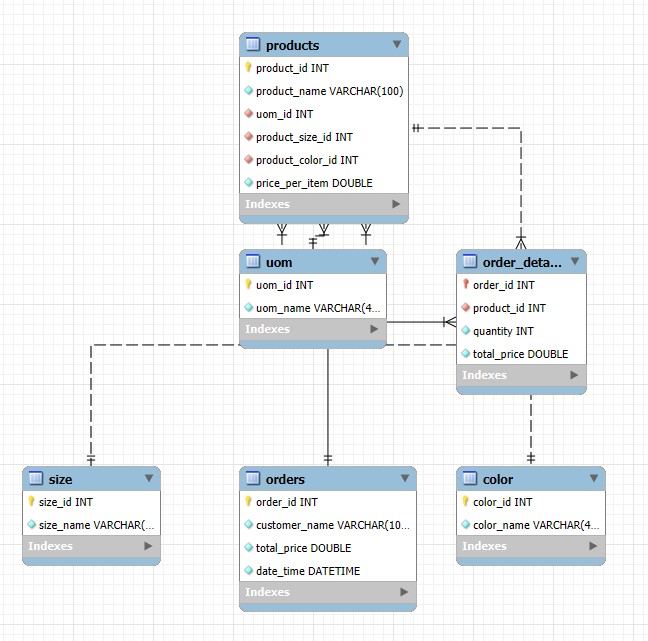 products
product_id INT
product_name VARCHAR(100)
uom_id INT
product_size_id INT
product_color_id INT
price_per_item DOUBLE
Indexes
uom
uom_id INT
uom_name VARCHAR(4...
Indexes
order_deta...
order_id INT
product_id INT
quantity INT
total_price DOUBLE
Indexes
size
size_id INT
size_name VARCHAR(...
Indexes
orders
order_id INT
customer_name VARCHAR(10...
total_price DOUBLE
date_time DATETIME
Indexes
color
color_id INT
color_name VARCHAR(4...
Indexes